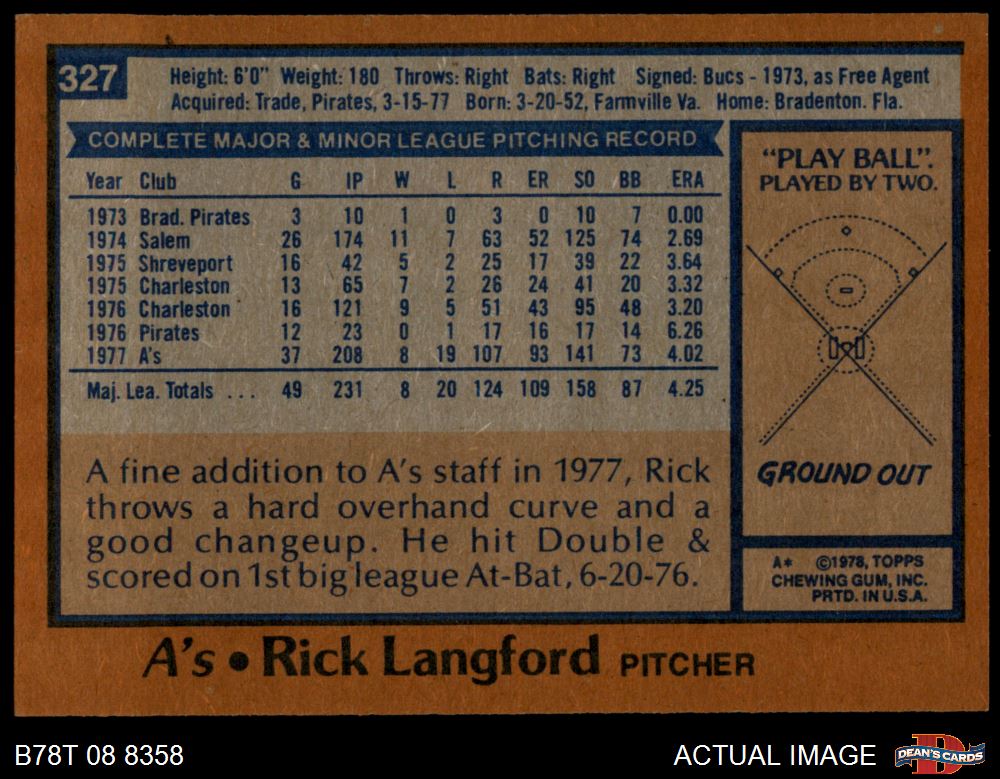 327
Height: 6'0" Weight: 180 Throws: Right Bats: Right Signed: Bucs - 1973, as Free Agent
Acquired: Trade, Pirates, 3-15-77 Born: 3-20-52, Farmville Va. Home: Bradenton. Fla.
COMPLETE MAJOR & MINOR LEAGUE PITCHING RECORD
Year Club G IP W L R ER SO BB ERA
1973 Brad. Pirates 3 10 1 0 3 0 10 7 0.00
1974 Salem 26 174 11 7 63 52 125 74 2.69
1975 Shreveport 16 42 5 2 25 17 39 22 3.64
1975 Charleston 13 65 7 2 26 24 41 20 3.32
1976 Charleston 16 121 9 5 51 43 95 48 3.20
1976 Pirates 12 23 0 1 17 16 17 14 6.26
1977 A's 37 208 8 19 107 93 141 73 4.02
Maj. Lea. Totals ... 49 231 8 20 124 109 158 87 4.25
A fine addition to A's staff in 1977, Rick
throws a hard overhand curve and a
good changeup. He hit Double &
scored on 1st big league At-Bat, 6-20-76.
"PLAY BALL".
PLAYED BY TWO.
GROUND OUT
A* ©1978, TOPPS
CHEWING GUM, INC.
PRTD. IN U.S.A.
A's • Rick Langford PITCHER
B78T 08 8358
ACTUAL IMAGE
D
DEAN'S CARDS